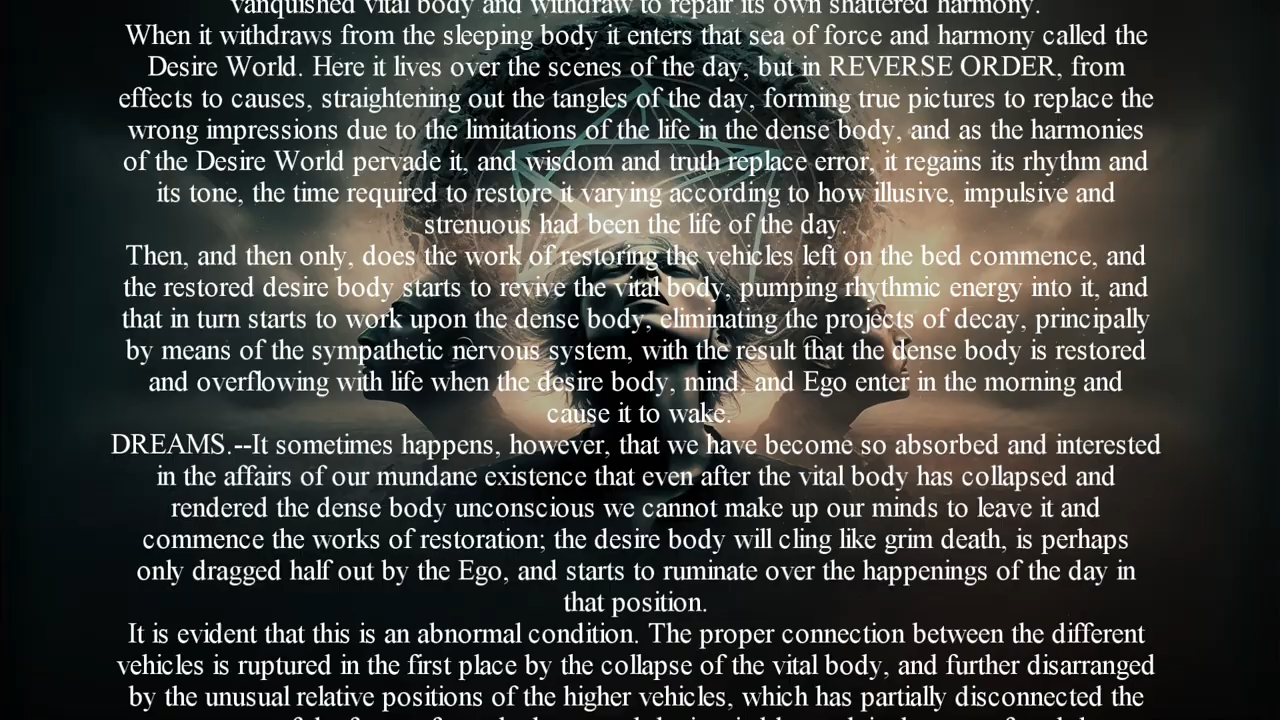 vanquished vital body and withdraw to repair its own shattered harmony.
When it withdraws from the sleeping body it enters that sea of force and harmony called the
Desire World. Here it lives over the scenes of the day, but in REVERSE ORDER, from
effects to causes, straightening out the tangles of the day, forming true pictures to replace the
wrong impressions due to the limitations of the life in the dense body, and as the harmonies
of the Desire World pervade it, and wisdom and truth replace error, it regains its rhythm and
its tone, the time required to restore it varying according to how illusive, impulsive and
strenuous had been the life of the day.
Then, and then only, does the work of restoring the vehicles left on the bed commence, and
the restored desire body starts to revive the vital body, pumping rhythmic energy into it, and
that in turn starts to work upon the dense body, eliminating the projects of decay, principally
by means of the sympathetic nervous system, with the result that the dense body is restored
and overflowing with life when the desire body, mind, and Ego enter in the morning and
cause it to wake.
DREAMS.--It sometimes happens, however, that we have become so absorbed and interested
in the affairs of our mundane existence that even after the vital body has collapsed and
rendered the dense body unconscious we cannot make up our minds to leave it and
commence the works of restoration; the desire body will cling like grim death, is perhaps
only dragged half out by the Ego, and starts to ruminate over the happenings of the day in
that position.
It is evident that this is an abnormal condition. The proper connection between the different
vehicles is ruptured in the first place by the collapse of the vital body, and further disarranged
by the unusual relative positions of the higher vehicles, which has partially disconnected the